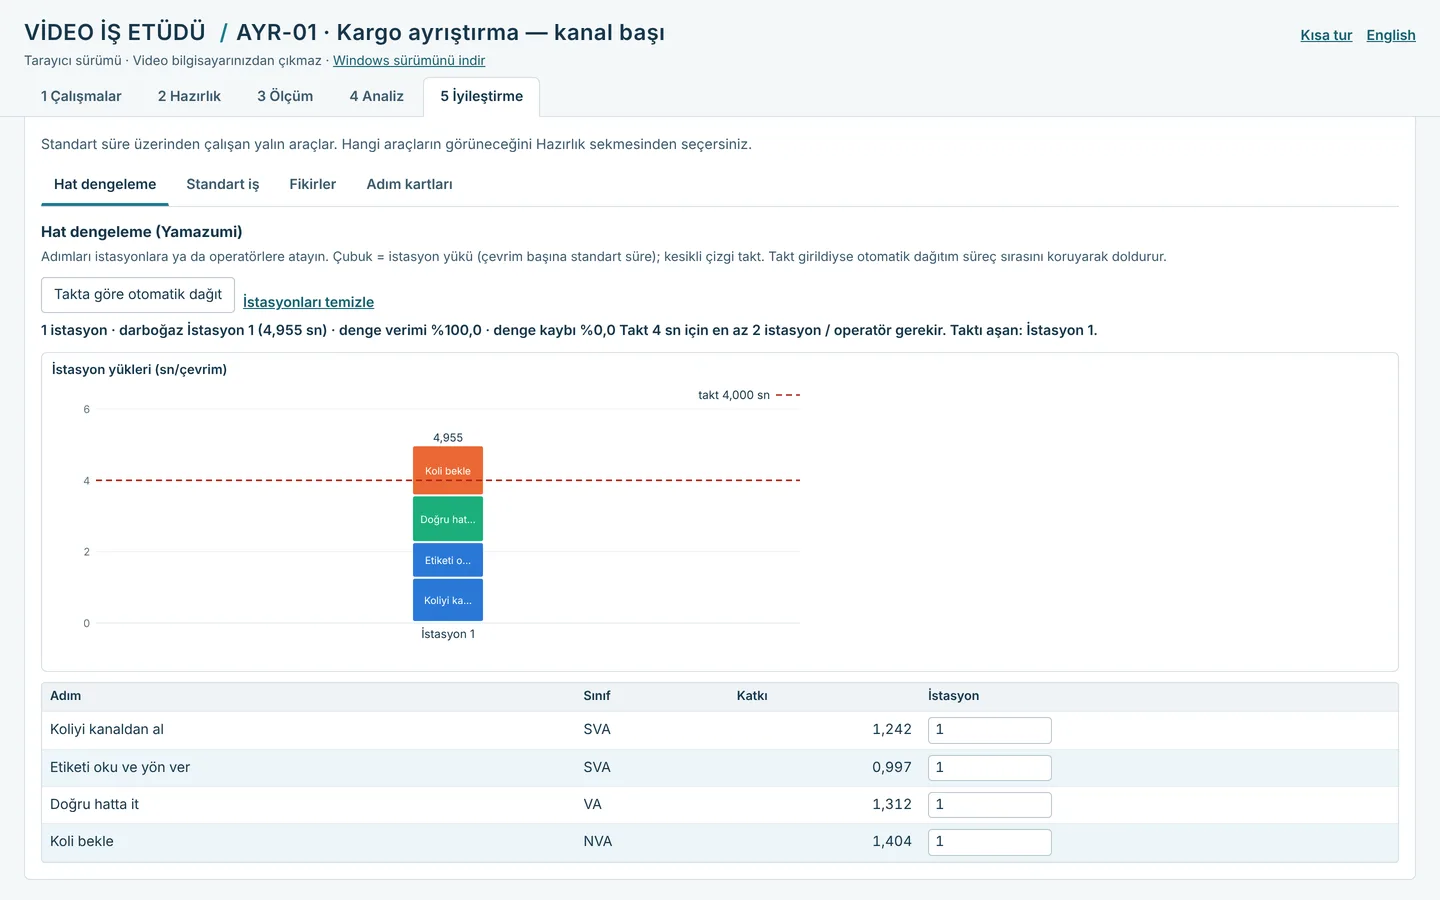 VİDEO İŞ ETÜDÜ / AYR-01 · Kargo ayrıştırma — kanal başı
Kısa tur English
Tarayıcı sürümü · Video bilgisayarınızdan çıkmaz · Windows sürümünü indir
1 Çalışmalar 2 Hazırlık 3 Ölçüm 4 Analiz 5 İyileştirme
Standart süre üzerinden çalışan yalın araçlar. Hangi araçların görüneceğini Hazırlık sekmesinden seçersiniz.
Hat dengeleme Standart iş Fikirler Adım kartları
Hat dengeleme (Yamazumi)
Adımları istasyonlara ya da operatörlere atayın. Çubuk = istasyon yükü (çevrim başına standart süre); kesikli çizgi takt. Takt girildiyse otomatik dağıtım süreç sırasını koruyarak doldurur.
Takta göre otomatik dağıt İstasyonları temizle
1 istasyon · darboğaz İstasyon 1 (4,955 sn) · denge verimi %100,0 · denge kaybı %0,0 Takt 4 sn için en az 2 istasyon / operatör gerekir. Taktı aşan: İstasyon 1.
İstasyon yükleri (sn/çevrim)
takt 4,000 sn
6
4,955
Koli bekle
4
Doğru hat...
2
Etiketi o...
Koliyi ka...
0
İstasyon 1
Adım Sınıf Katkı İstasyon
Koliyi kanaldan al SVA 1,242 1
Etiketi oku ve yön ver SVA 0,997 1
Doğru hatta it VA 1,312 1
Koli bekle NVA 1,404 1